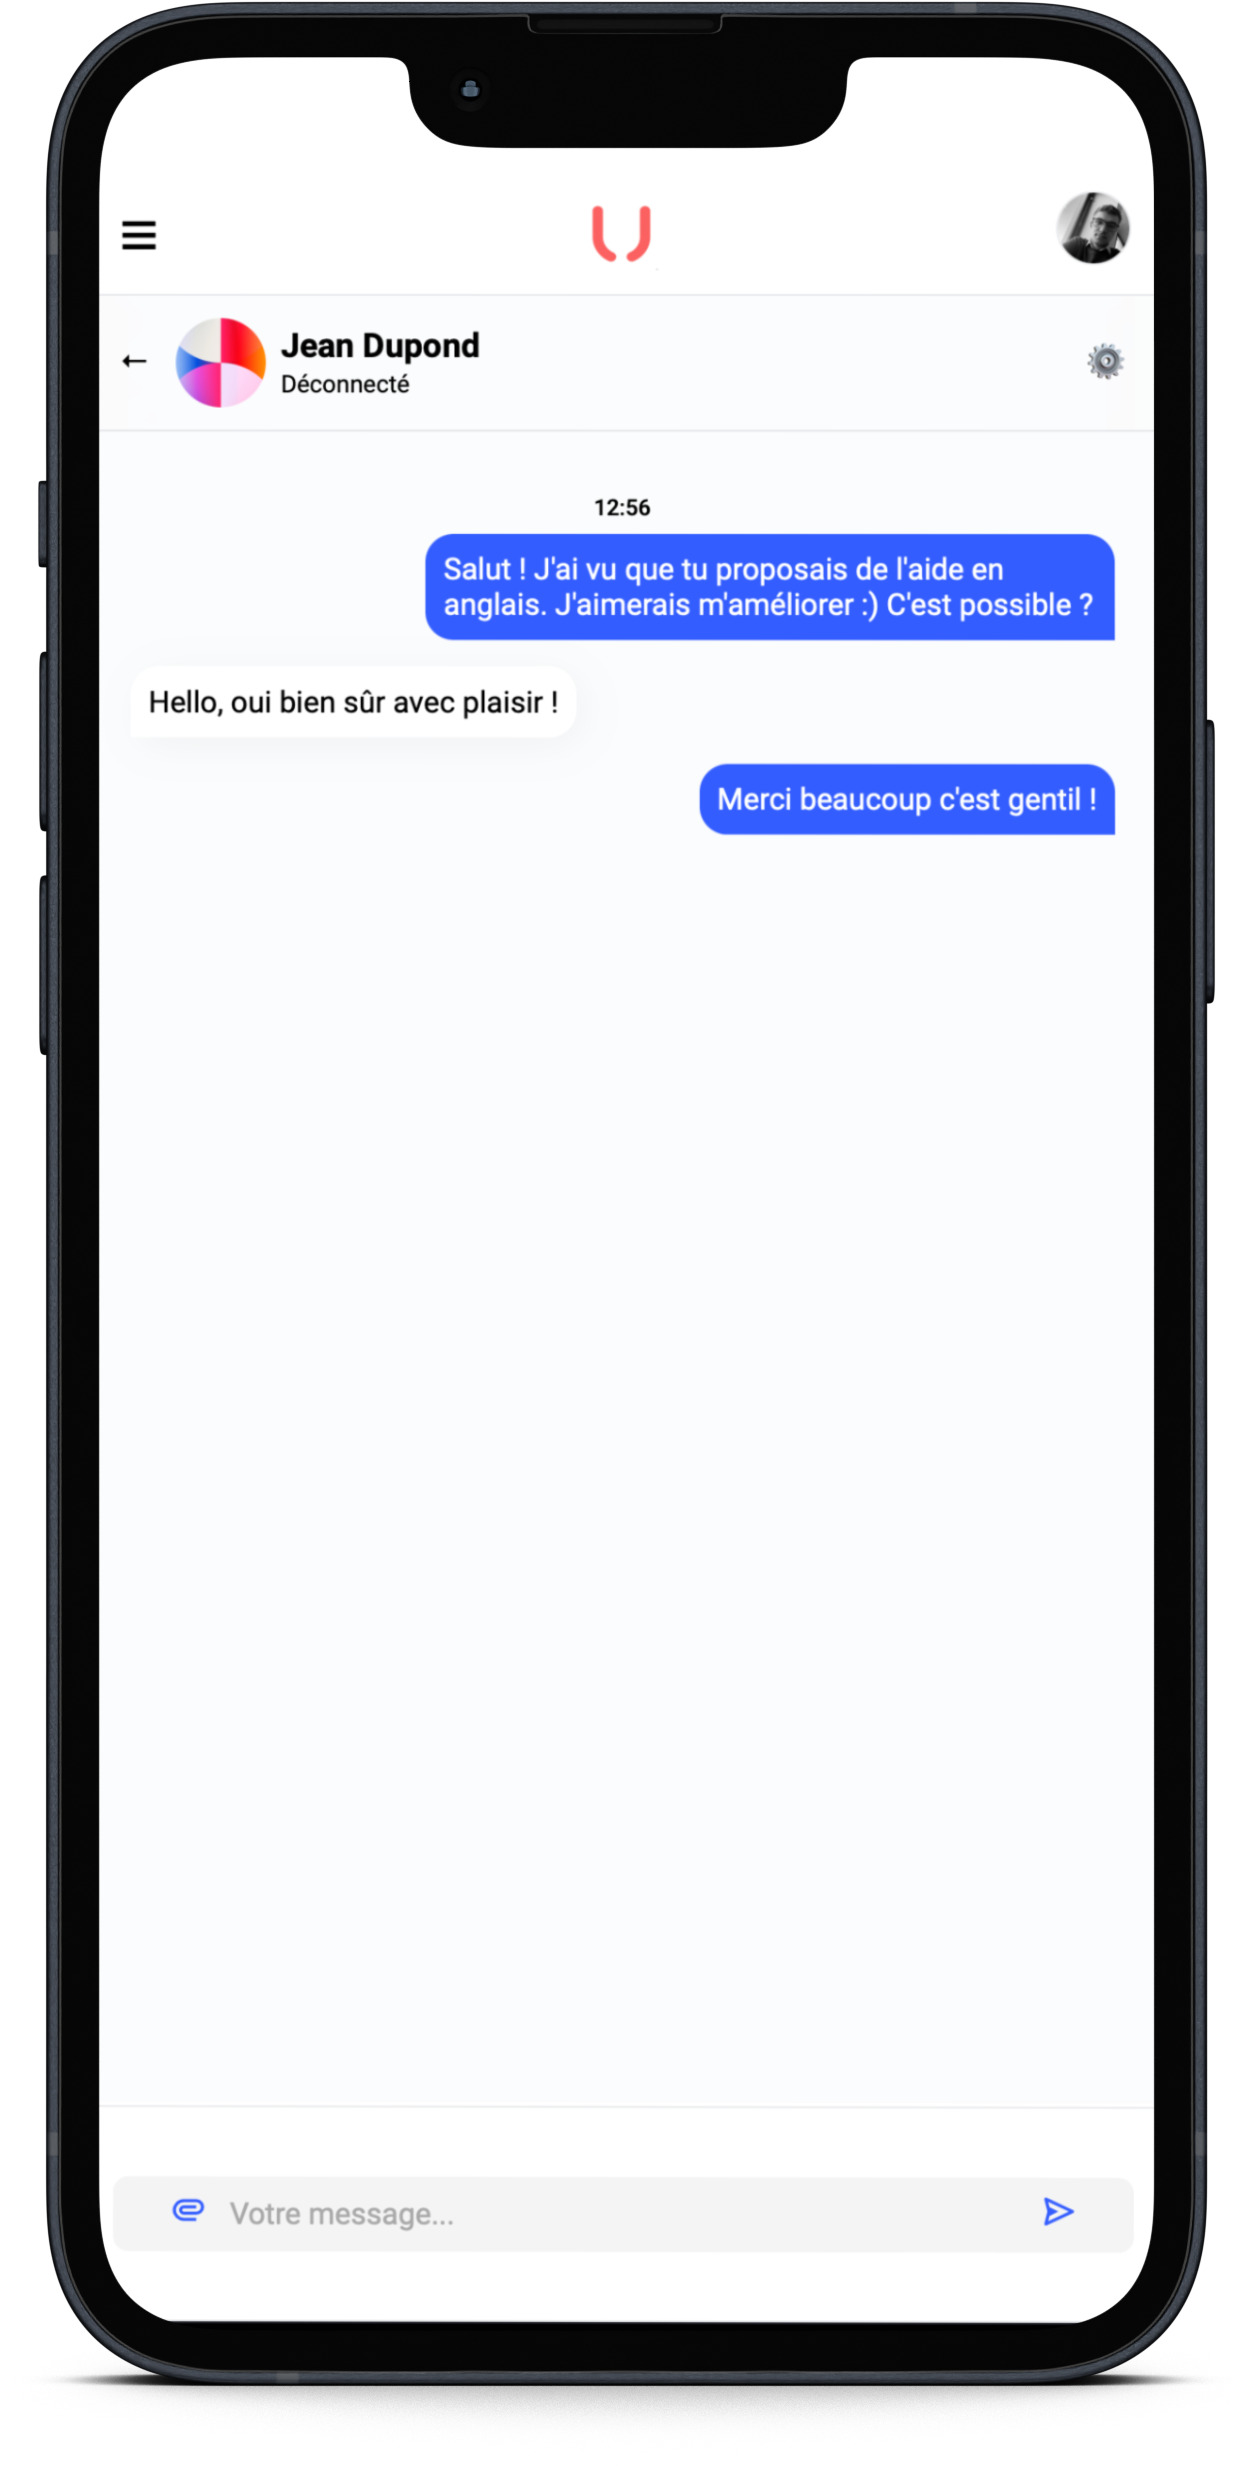 Jean Dupond
Déconnecté
12:56
Salut ! J'ai vu que tu proposais de l'aide en
anglais. J'aimerais m'améliorer :) C'est possible ?
Hello, oui bien sûr avec plaisir !
Merci beaucoup c'est gentil !
Votre message...